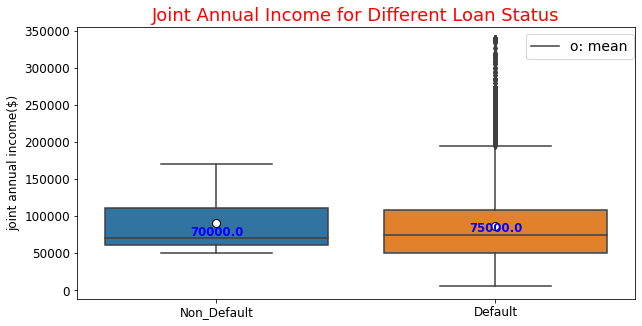 Joint Annual Income for Different Loan Status
o: mean
joint annual income($)
350000
300000
250000
200000
150000
100000
50000
0
70000.0
75000.0
Non_Default
Default